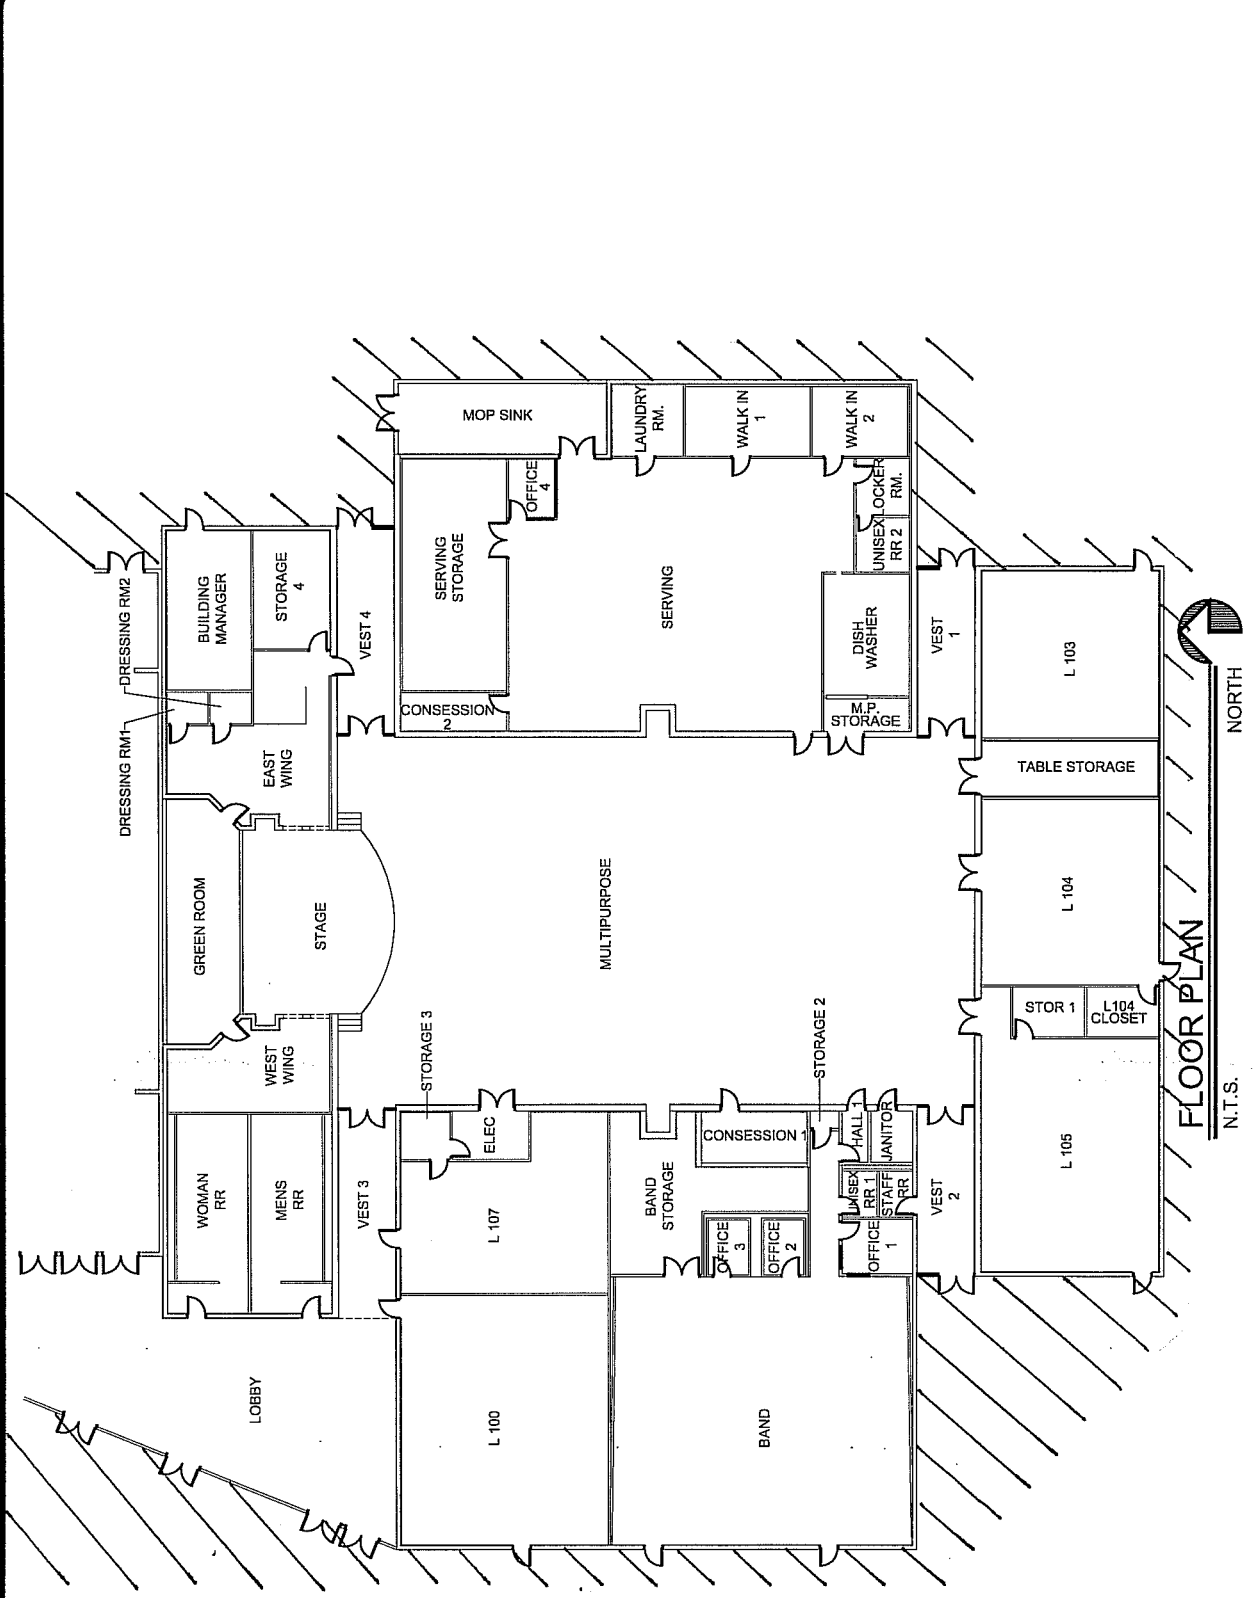 DRESSING RM1
DRESSING RM2
BUILDING
MANAGER
STORAGE
4
EAST
WING
GREEN ROOM
STAGE
WEST
WING
WOMAN
RR
MENS
RR
LOBBY
VEST 4
VEST 3
MOP SINK
SERVING
STORAGE
OFFICE
4
CONSESSION
2
LAUNDRY
RM.
WALK IN
1
WALK IN
2
LOCKER
RM.
UNISEX
RR 2
SERVING
DISH
WASHER
M.P.
STORAGE
MULTIPURPOSE
STORAGE 3
ELEC
L 107
L 100
STORAGE 2
CONSESSION 1
BAND
STORAGE
HALL 1
JANITOR
UNISEX
RR 1
STAFF
RR
OFFICE
3
OFFICE
2
OFFICE
1
BAND
VEST
1
VEST
2
L 103
TABLE STORAGE
L 104
STOR 1
L104
CLOSET
L 105
FLOOR PLAN
N.T.S.
NORTH